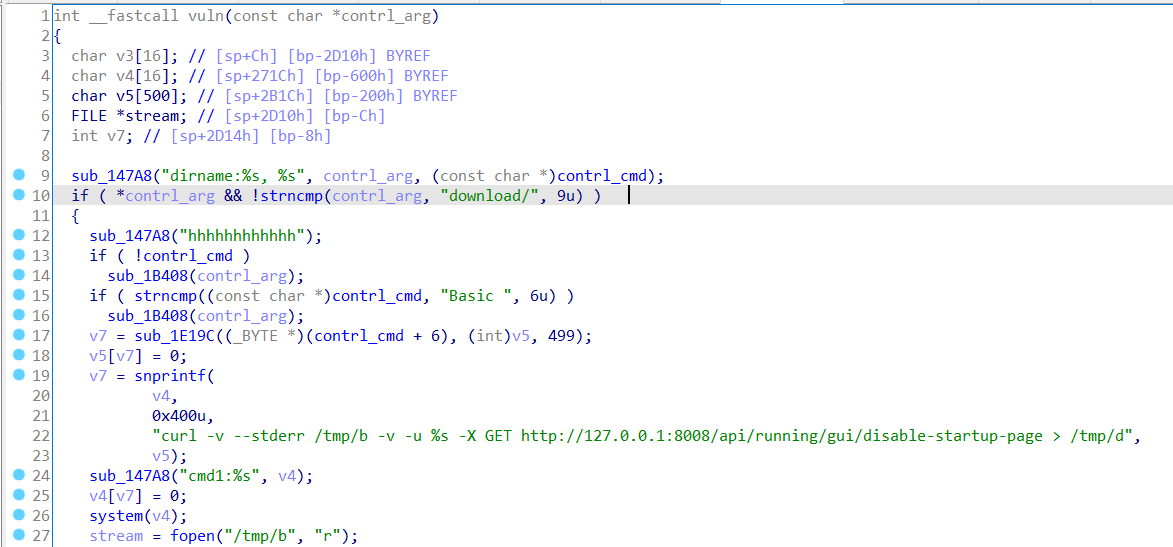 1 int __fastcall vuln(const char *contrl_arg)
2 {
3 char v3[16]; // [sp+Ch] [bp-2D10h] BYREF
4 char v4[16]; // [sp+271Ch] [bp-600h] BYREF
5 char v5[500]; // [sp+2B1Ch] [bp-200h] BYREF
6 FILE *stream; // [sp+2D10h] [bp-Ch]
7 int v7; // [sp+2D14h] [bp-8h]
8
9 sub_147A8("dirname:%s, %s", contrl_arg, (const char *)contrl_cmd);
10 if ( *contrl_arg && !strncmp(contrl_arg, "download/", 9u) )
11 {
12 sub_147A8("hhhhhhhhhhhh");
13 if ( !contrl_cmd )
14 sub_1B408(contrl_arg);
15 if ( strncmp((const char *)contrl_cmd, "Basic ", 6u) )
16 sub_1B408(contrl_arg);
17 v7 = sub_1E19C((_BYTE *)(contrl_cmd + 6), (int)v5, 499);
18 v5[v7] = 0;
19 v7 = snprintf(
20 v4,
21 0x400u,
22 "curl -v --stderr /tmp/b -v -u %s -X GET http://127.0.0.1:8008/api/running/gui/disable-startup-page > /tmp/d",
23 v5);
24 sub_147A8("cmd1:%s", v4);
25 v4[v7] = 0;
26 system(v4);
27 stream = fopen("/tmp/b", "r");